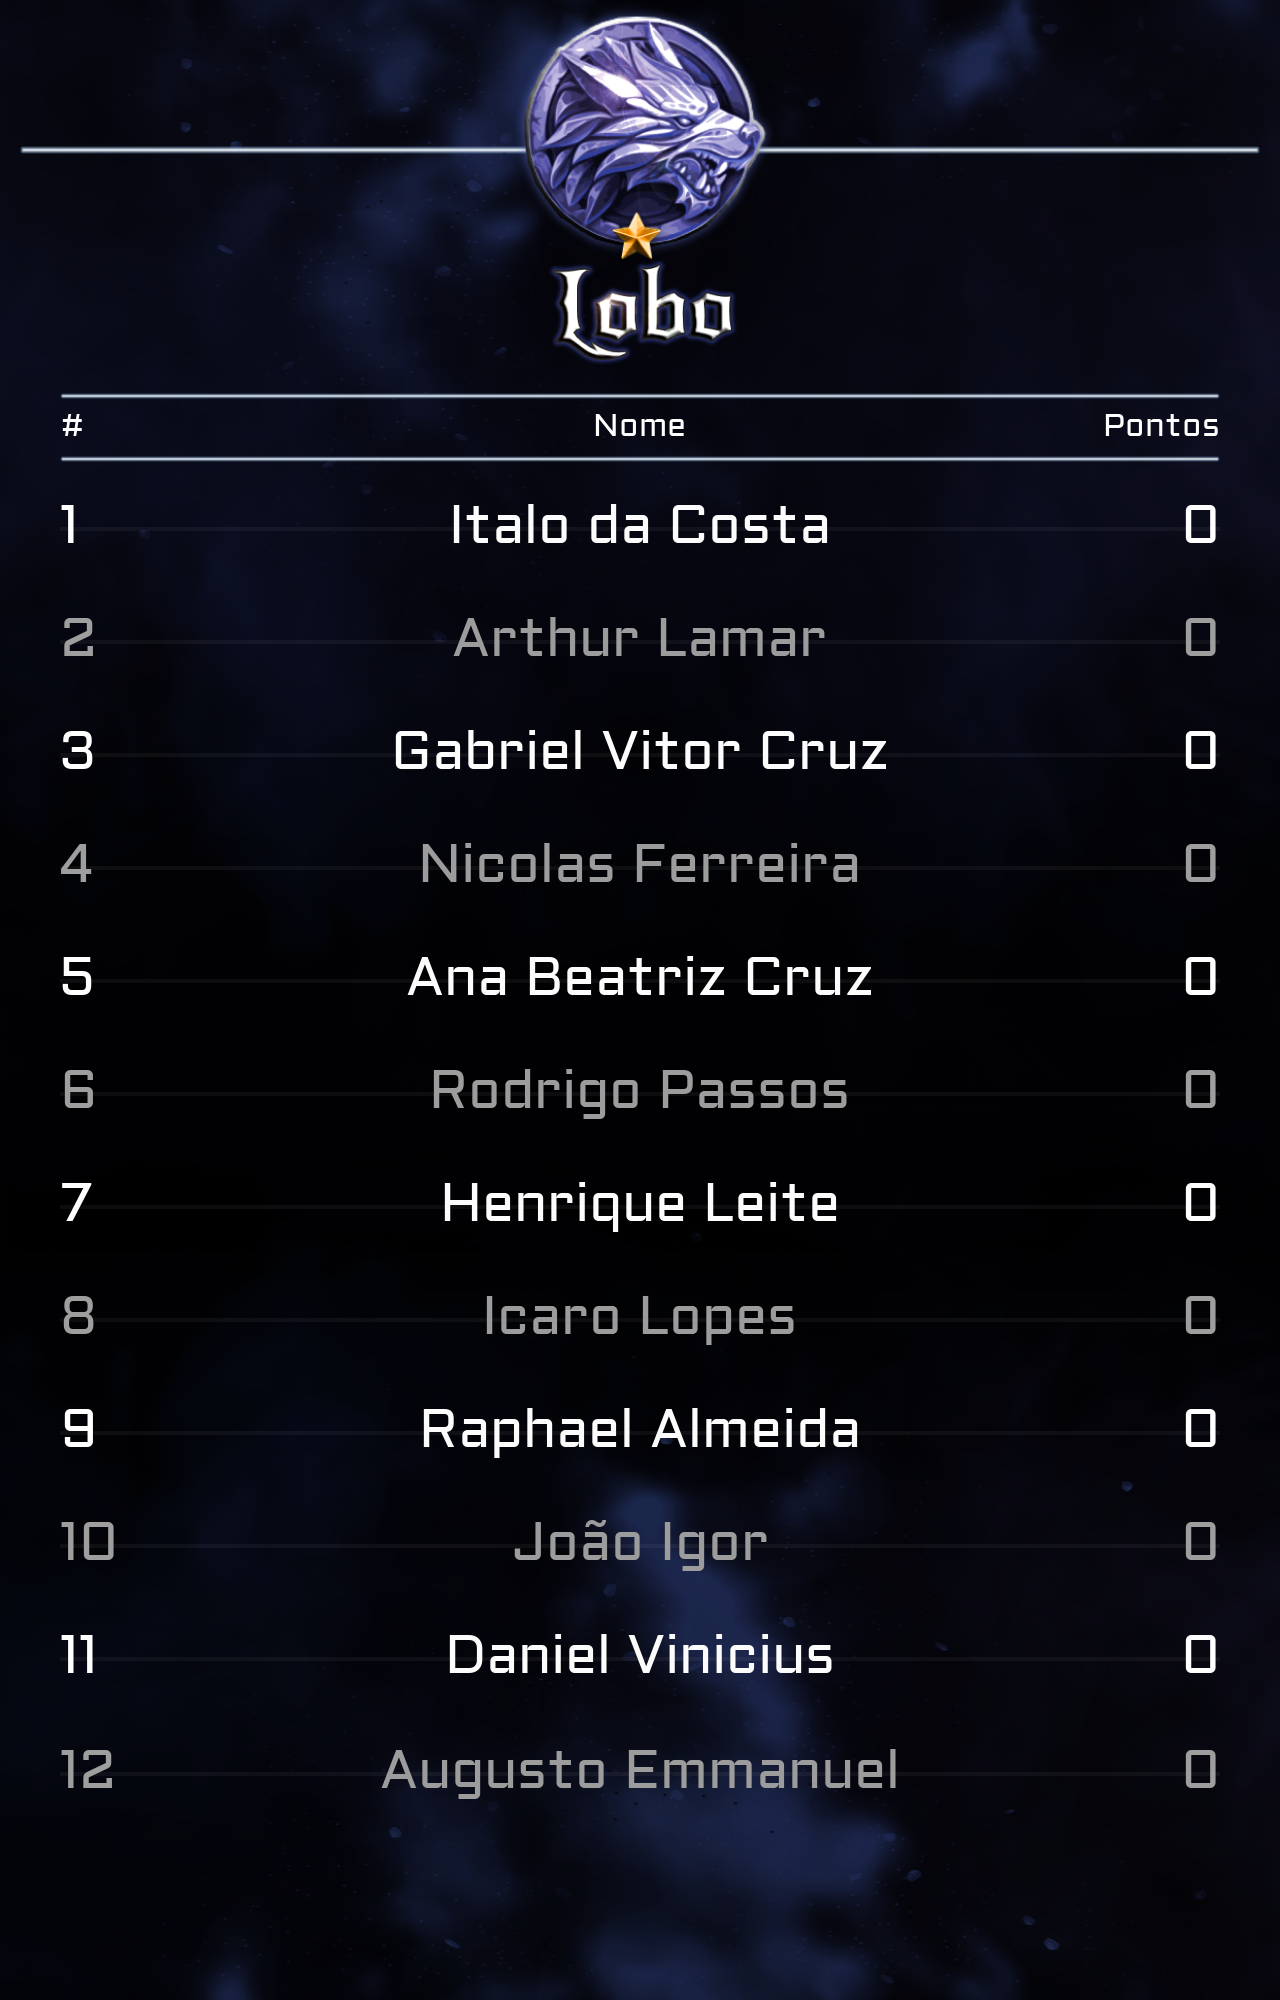 Lobo
# Nome Pontos
1 Italo da Costa 0
2 Arthur Lamar 0
3 Gabriel Vitor Cruz 0
4 Nicolas Ferreira 0
5 Ana Beatriz Cruz 0
6 Rodrigo Passos 0
7 Henrique Leite 0
8 Icaro Lopes 0
9 Raphael Almeida 0
10 João Igor 0
11 Daniel Vinicius 0
12 Augusto Emmanuel 0